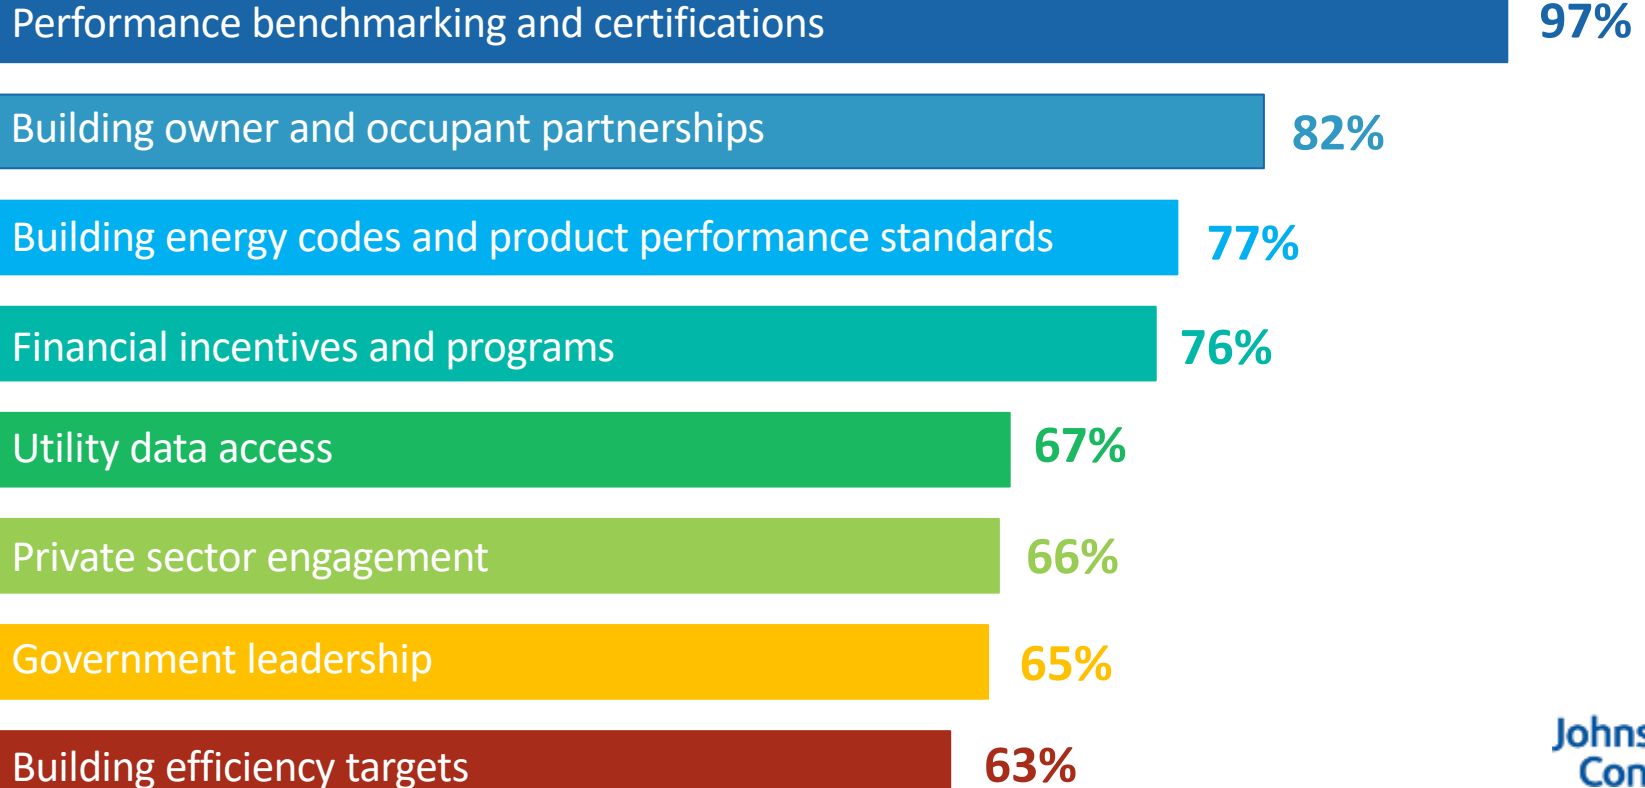 Performance benchmarking and certifications 97%
Building owner and occupant partnerships 82%
Building energy codes and product performance standards 77%
Financial incentives and programs 76%
Utility data access 67%
Private sector engagement 66%
Government leadership 65%
Building efficiency targets 63%
Johns
Con